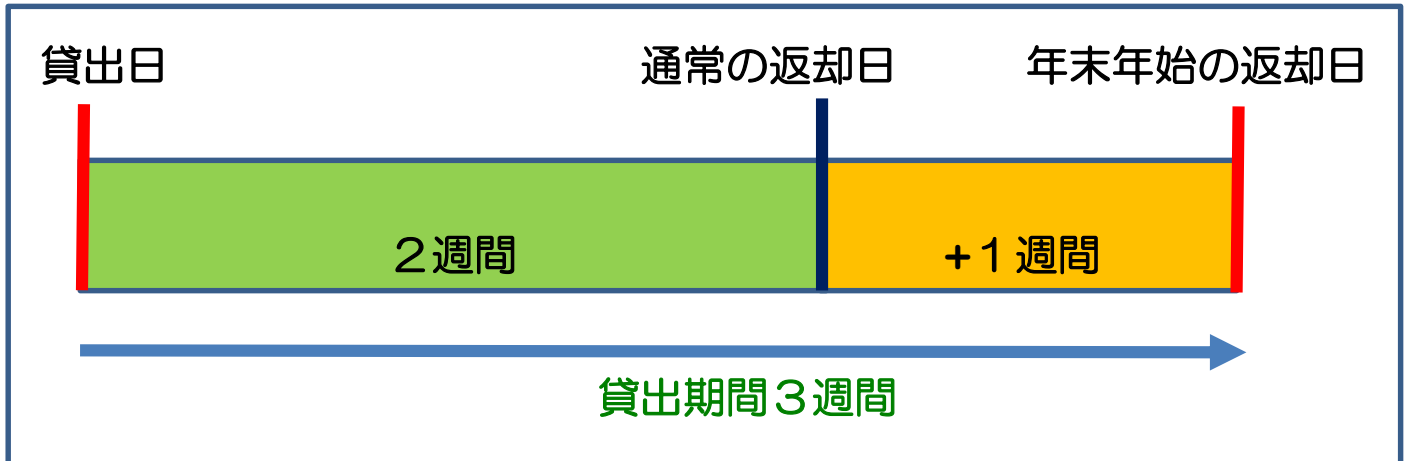 貸出日 通常の返却日 年末年始の返却日
２週間 +１週間
貸出期間３週間